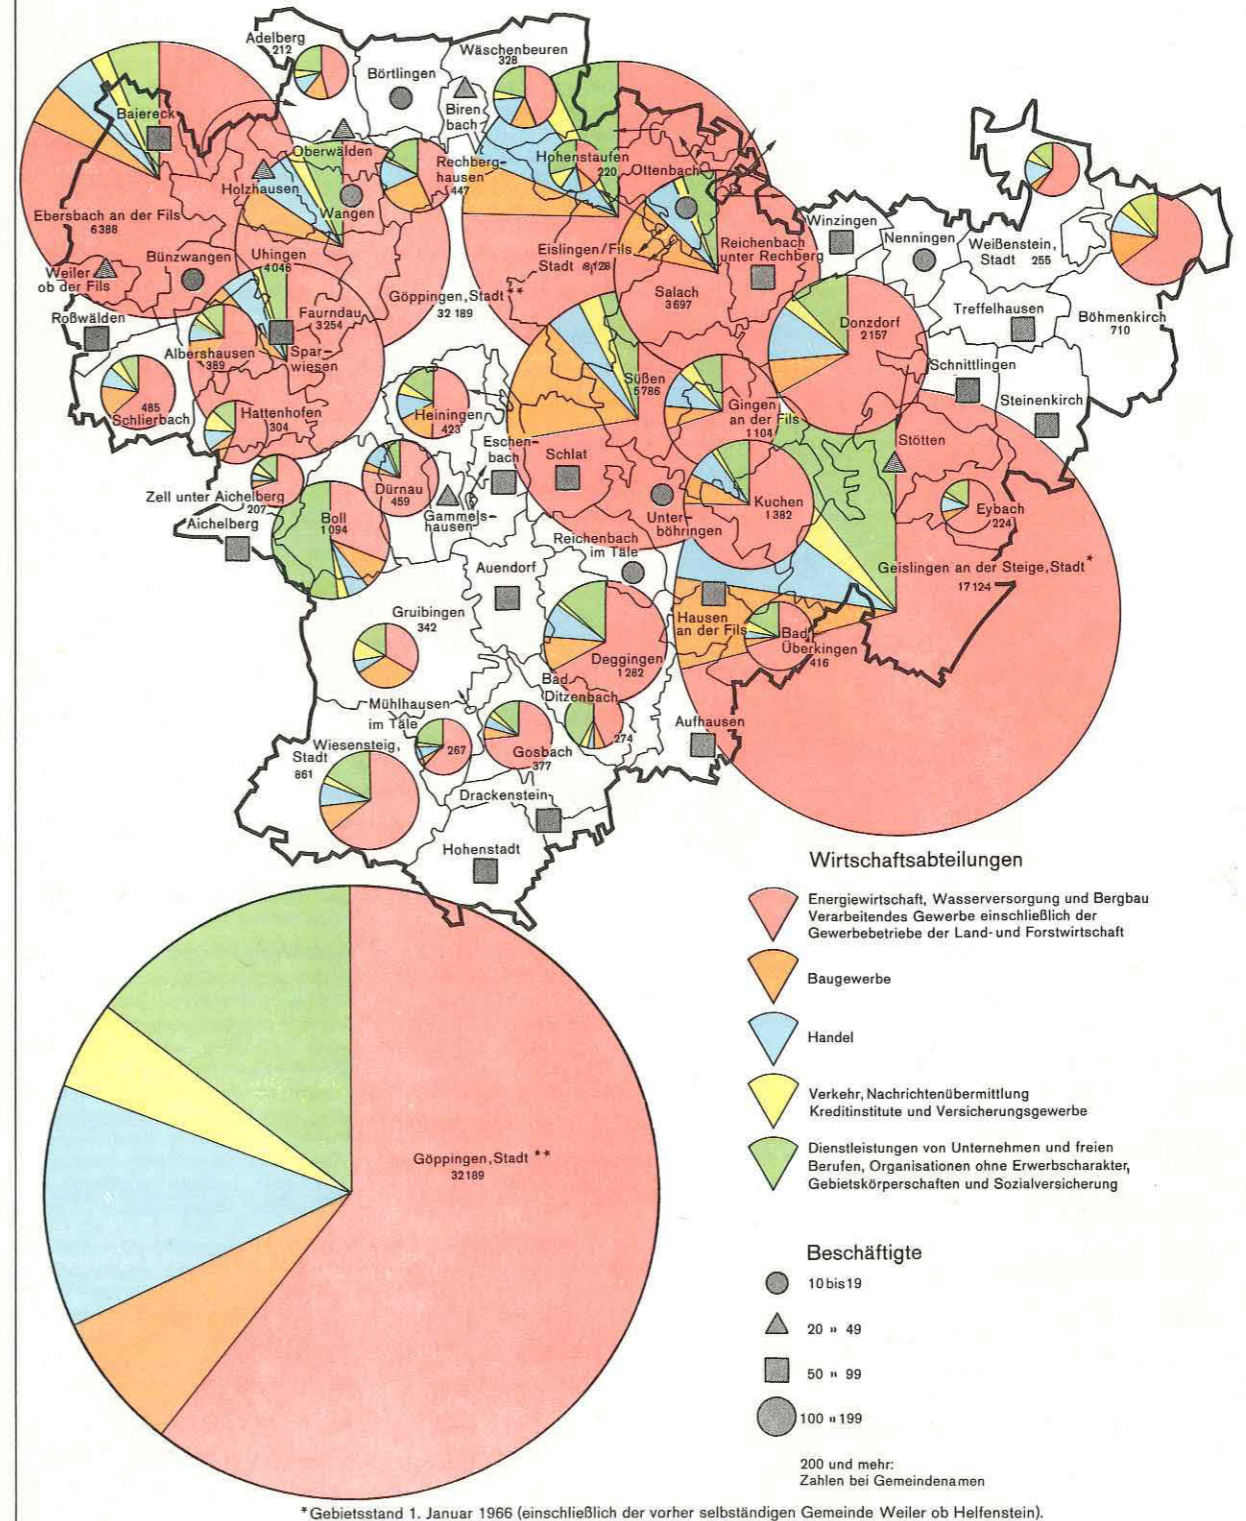 Adelberg
212
Börtlingen
Wäschenbeuren
328
Biren
bach
Baiereck
Oberwälden
Holzhausen
Wangen
Rechberg-
hausen
447
Hohenstaufen
220
Ottenbach
Ebersbach an der Fils
6388
Uhingen
4046
Bünzwangen
Weiler
ob der Fils
Göppingen, Stadt **
32 189
Eislingen/Fils
Stadt 8 128
Salach
3697
Reichenbach
unter Rechberg
Winzingen
Nenningen
Weißenstein,
Stadt 255
Treffelhausen
Böhmenkirch
710
Roßwälden
Faurndau
3254
Albershausen
389
Spar-
wiesen
485
Schlierbach
Hattenhofen
304
Heiningen
423
Süßen
5786
Gingen
an der Fils
1104
Donzdorf
2157
Schnittlingen
Steinenkirch
Stötten
Eschen-
bach
Schlat
Zell unter Aichelberg
207
Dürnau
459
Gammels-
hausen
Aichelberg
Boll
1094
Unter-
böhringen
Kuchen
1382
Eybach
224
Reichenbach
im Täle
Auendorf
Geislingen an der Steige, Stadt *
17124
Gruibingen
342
Hausen
an der Fils
Bad
Überkingen
416
Deggingen
1282
Bad
Ditzenbach
274
Mühlhausen
im Täle
267
Gosbach
377
Aufhausen
Wiesensteig,
Stadt
861
Drackenstein
Hohenstadt
Göppingen, Stadt **
32189
Wirtschaftsabteilungen
Energiewirtschaft, Wasserversorgung und Bergbau
Verarbeitendes Gewerbe einschließlich der
Gewerbebetriebe der Land- und Forstwirtschaft
Baugewerbe
Handel
Verkehr, Nachrichtenübermittlung
Kreditinstitute und Versicherungsgewerbe
Dienstleistungen von Unternehmen und freien
Berufen, Organisationen ohne Erwerbscharakter,
Gebietskörperschaften und Sozialversicherung
Beschäftigte
10 bis 19
20 " 49
50 " 99
100 " 199
200 und mehr:
Zahlen bei Gemeindenamen
*Gebietsstand 1. Januar 1966 (einschließlich der vorher selbständigen Gemeinde Weiler ob Helfenstein).